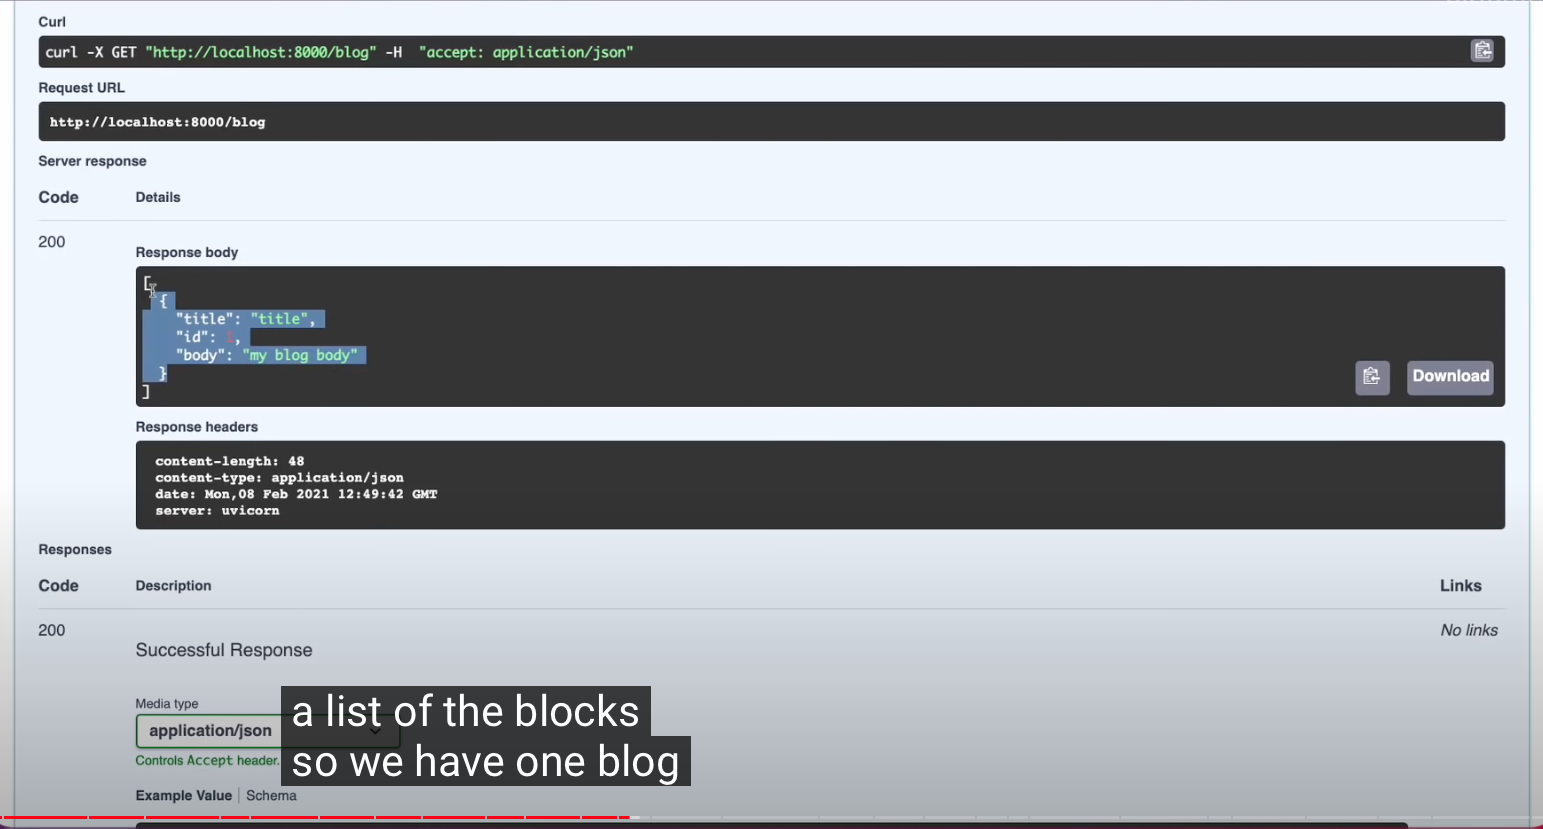 Curl
curl -X GET "http://localhost:8000/blog" -H  "accept: application/json"
Request URL
http://localhost:8000/blog
Server response
Code Details
200
Response body
[
{
"title": "title",
"id": 1,
"body": "my blog body"
}
]
Download
Response headers
content-length: 48
content-type: application/json
date: Mon,08 Feb 2021 12:49:42 GMT
server: uvicorn
Responses
Code Description Links
200 No links
Successful Response
Media type
application/json
Controls Accept header.
a list of the blocks
so we have one blog
Example Value | Schema